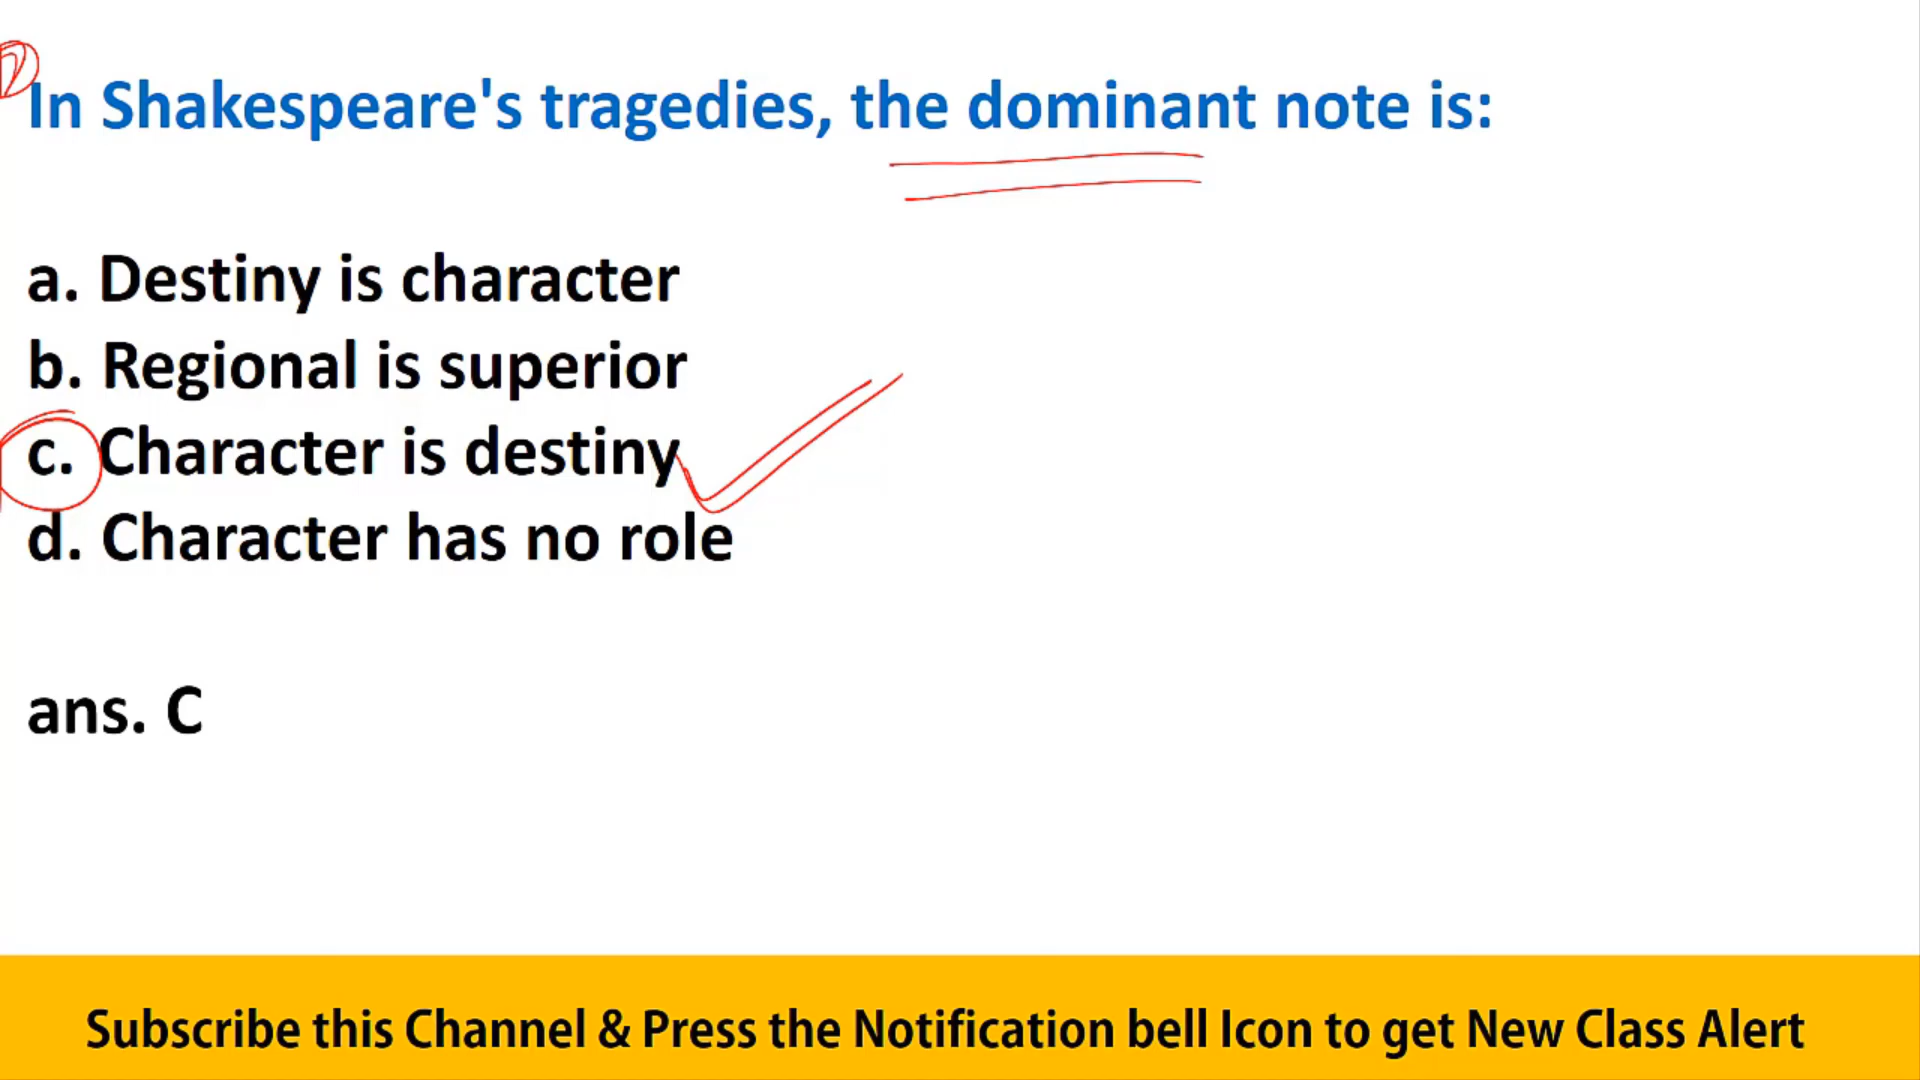 In Shakespeare's tragedies, the dominant note is:
a. Destiny is character
b. Regional is superior
c. Character is destiny
d. Character has no role
ans. C
Subscribe this Channel & Press the Notification bell Icon to get New Class Alert